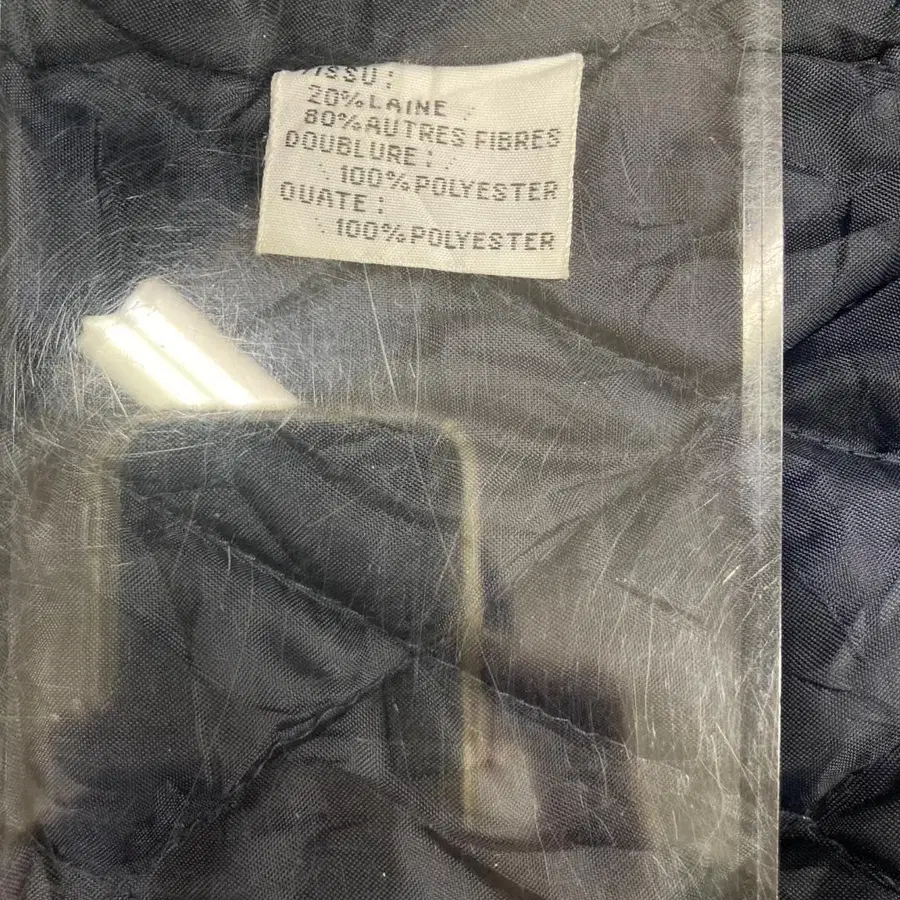 TISSU:
20%LAINE
80%AUTRES FIBRES
DOUBLURE:
100%POLYESTER
OUATE:
100%POLYESTER